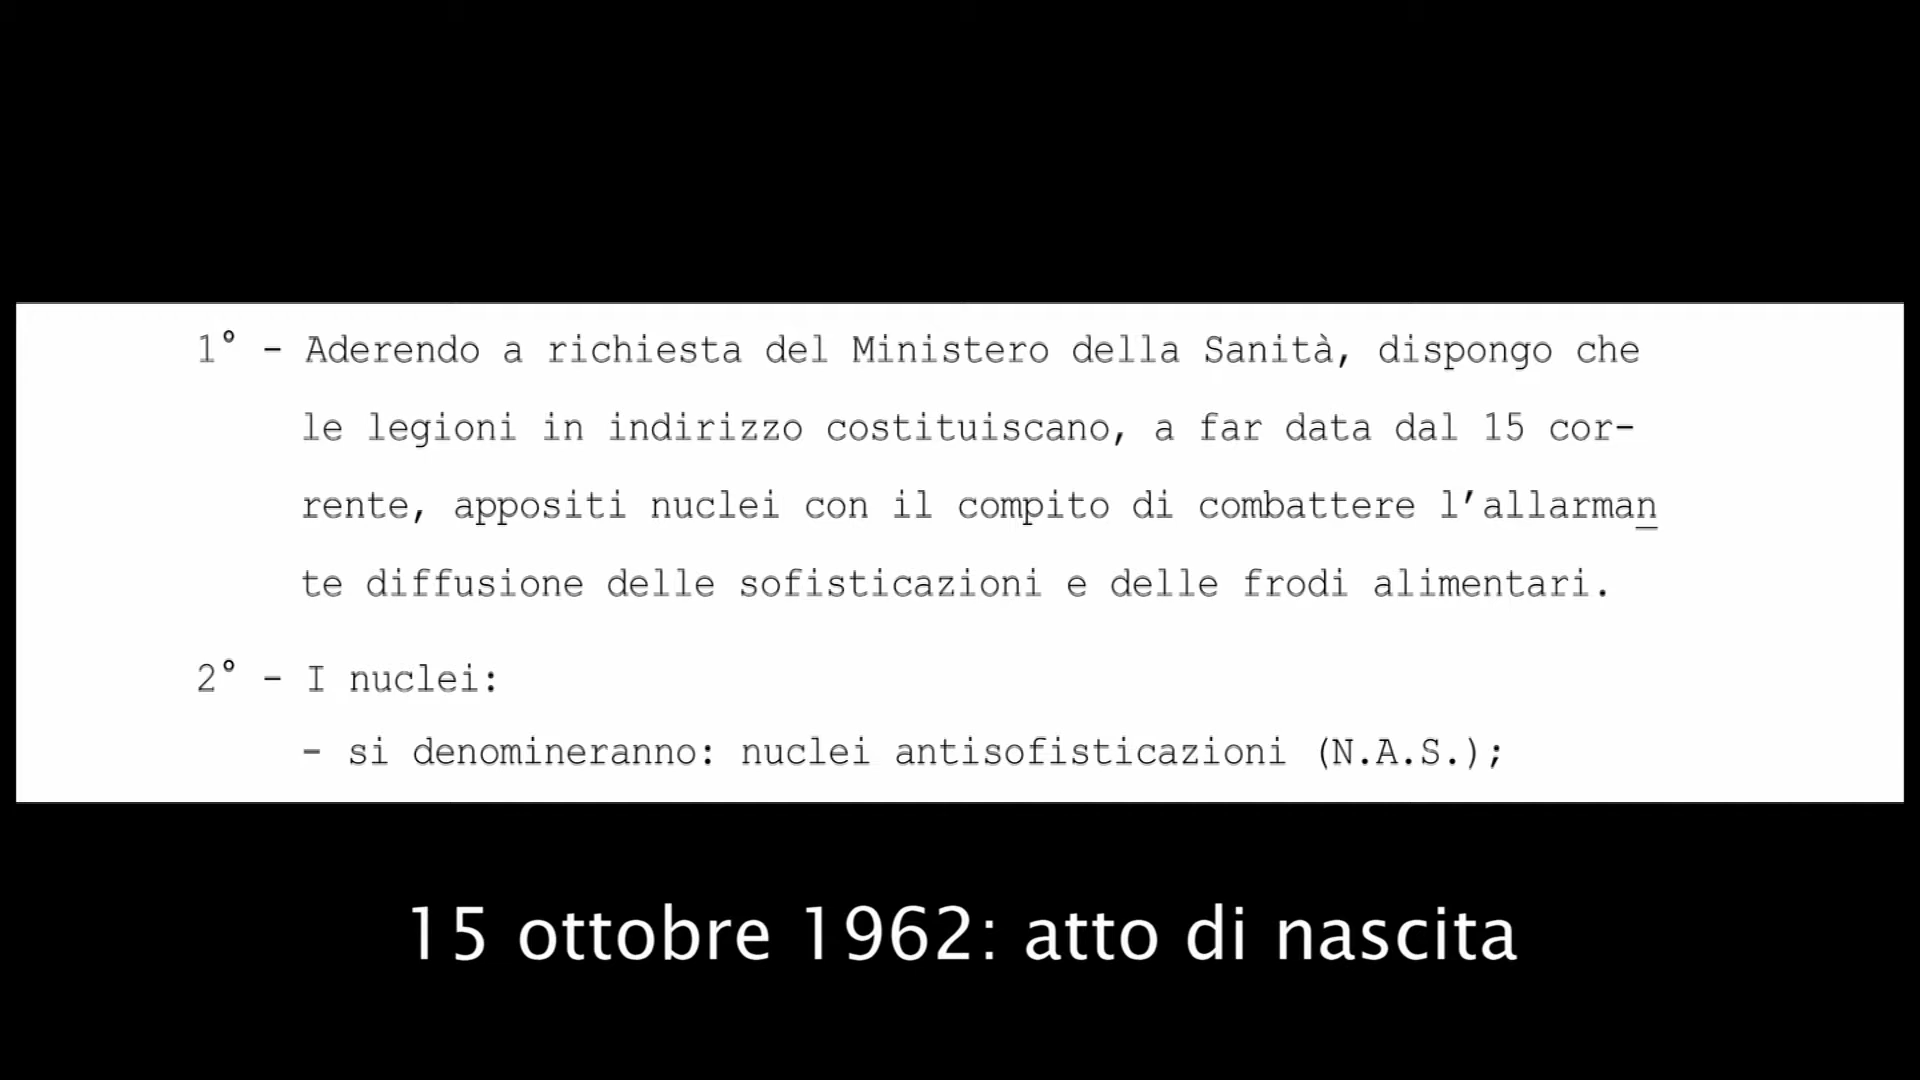 1° - Aderendo a richiesta del Ministero della Sanità, dispongo che
le legioni in indirizzo costituiscano, a far data dal 15 cor-
rente, appositi nuclei con il compito di combattere l'allarman
te diffusione delle sofisticazioni e delle frodi alimentari.
2° - I nuclei:
- si denomineranno: nuclei antisofisticazioni (N.A.S.);
15 ottobre 1962: atto di nascita